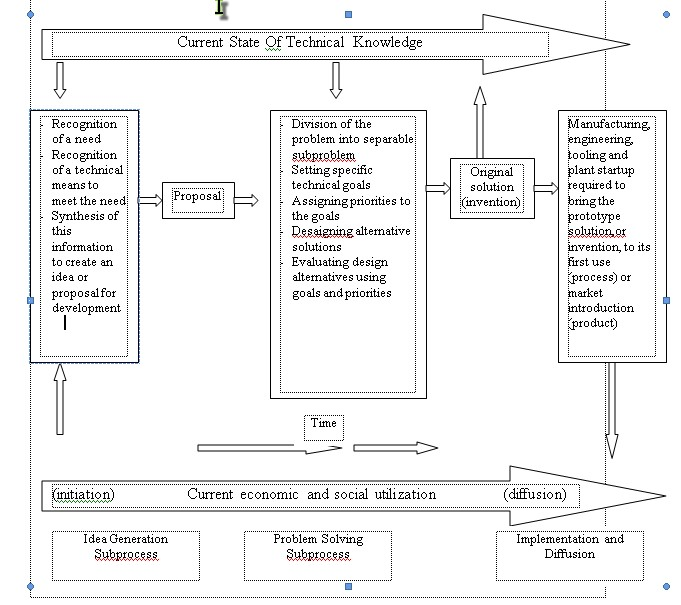 Current State Of Technical Knowledge
- Recognition
of a need
- Recognition
of a technical
means to
meet the need
- Synthesis of
this
information
to create an
idea or
proposal for
development
Proposal
- Division of the
problem into separable
subproblem
- Setting specific
technical goals
- Assigning priorities to
the goals
- Desaigning alternative
solutions
- Evaluating design
alternatives using
goals and priorities
Original
solution
(invention)
Manufacturing,
engineering,
tooling and
plant startup
required to
bring the
prototype
solution,or
invention, to its
first use
(process) or
market
introduction
(product)
Time
(initiation) Current economic and social utilization (diffusion)
Idea Generation
Subprocess
Problem Solving
Subprocess
Implementation and
Diffusion